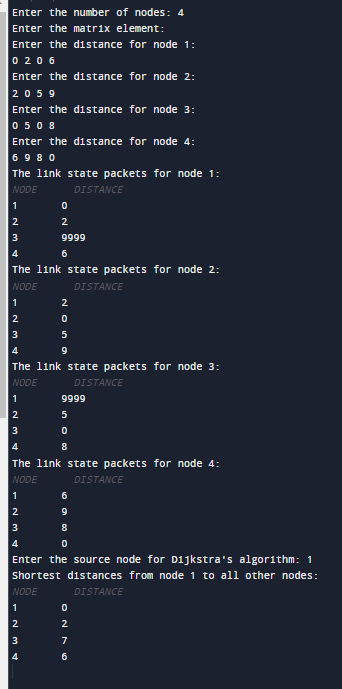 Enter the number of nodes: 4
Enter the matrix element:
Enter the distance for node 1:
0 2 0 6
Enter the distance for node 2:
2 0 5 9
Enter the distance for node 3:
0 5 0 8
Enter the distance for node 4:
6 9 8 0
The link state packets for node 1:
NODE DISTANCE
1 0
2 2
3 9999
4 6
The link state packets for node 2:
NODE DISTANCE
1 2
2 0
3 5
4 9
The link state packets for node 3:
NODE DISTANCE
1 9999
2 5
3 0
4 8
The link state packets for node 4:
NODE DISTANCE
1 6
2 9
3 8
4 0
Enter the source node for Dijkstra's algorithm: 1
Shortest distances from node 1 to all other nodes:
NODE DISTANCE
1 0
2 2
3 7
4 6